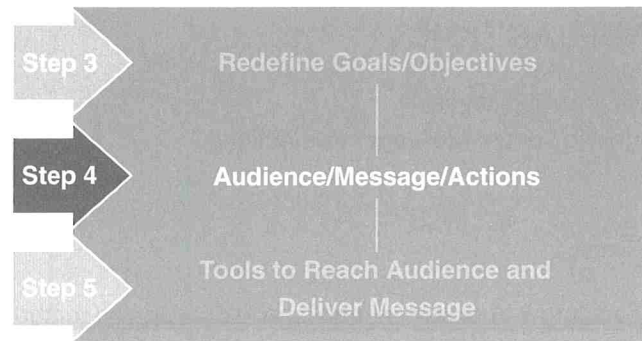 Step 3
Redefine Goals/Objectives
Step 4
Audience/Message/Actions
Step 5
Tools to Reach Audience and
Deliver Message